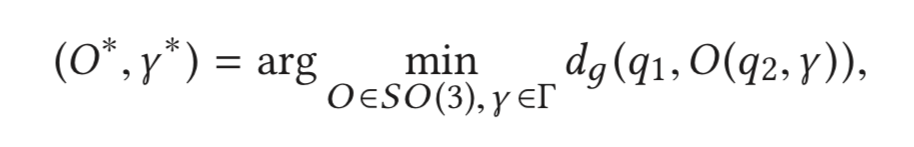 (O*, γ*) = arg min_{O∈SO(3), γ∈Γ} d_g(q_1, O(q_2, γ)),